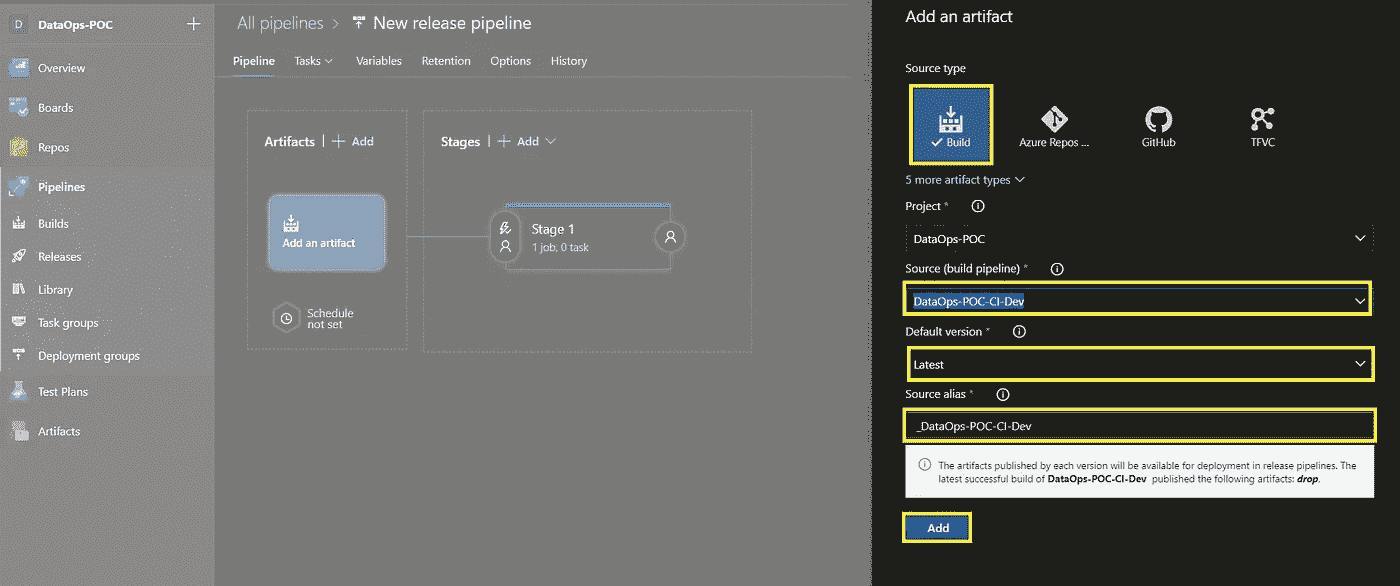 D DataOps-POC
Overview
Boards
Repos
Pipelines
Builds
Releases
Library
Task groups
Deployment groups
Test Plans
Artifacts
All pipelines > New release pipeline
Pipeline Tasks Variables Retention Options History
Artifacts | + Add
Add an artifact
Schedule
not set
Stages | + Add
Stage 1
1 job, 0 task
Add an artifact
Source type
Build Azure Repos ... GitHub TFVC
5 more artifact types
Project *
DataOps-POC
Source (build pipeline) *
DataOps-POC-CI-Dev
Default version *
Latest
Source alias *
_DataOps-POC-CI-Dev
The artifacts published by each version will be available for deployment in release pipelines. The
latest successful build of DataOps-POC-CI-Dev published the following artifacts: drop.
Add